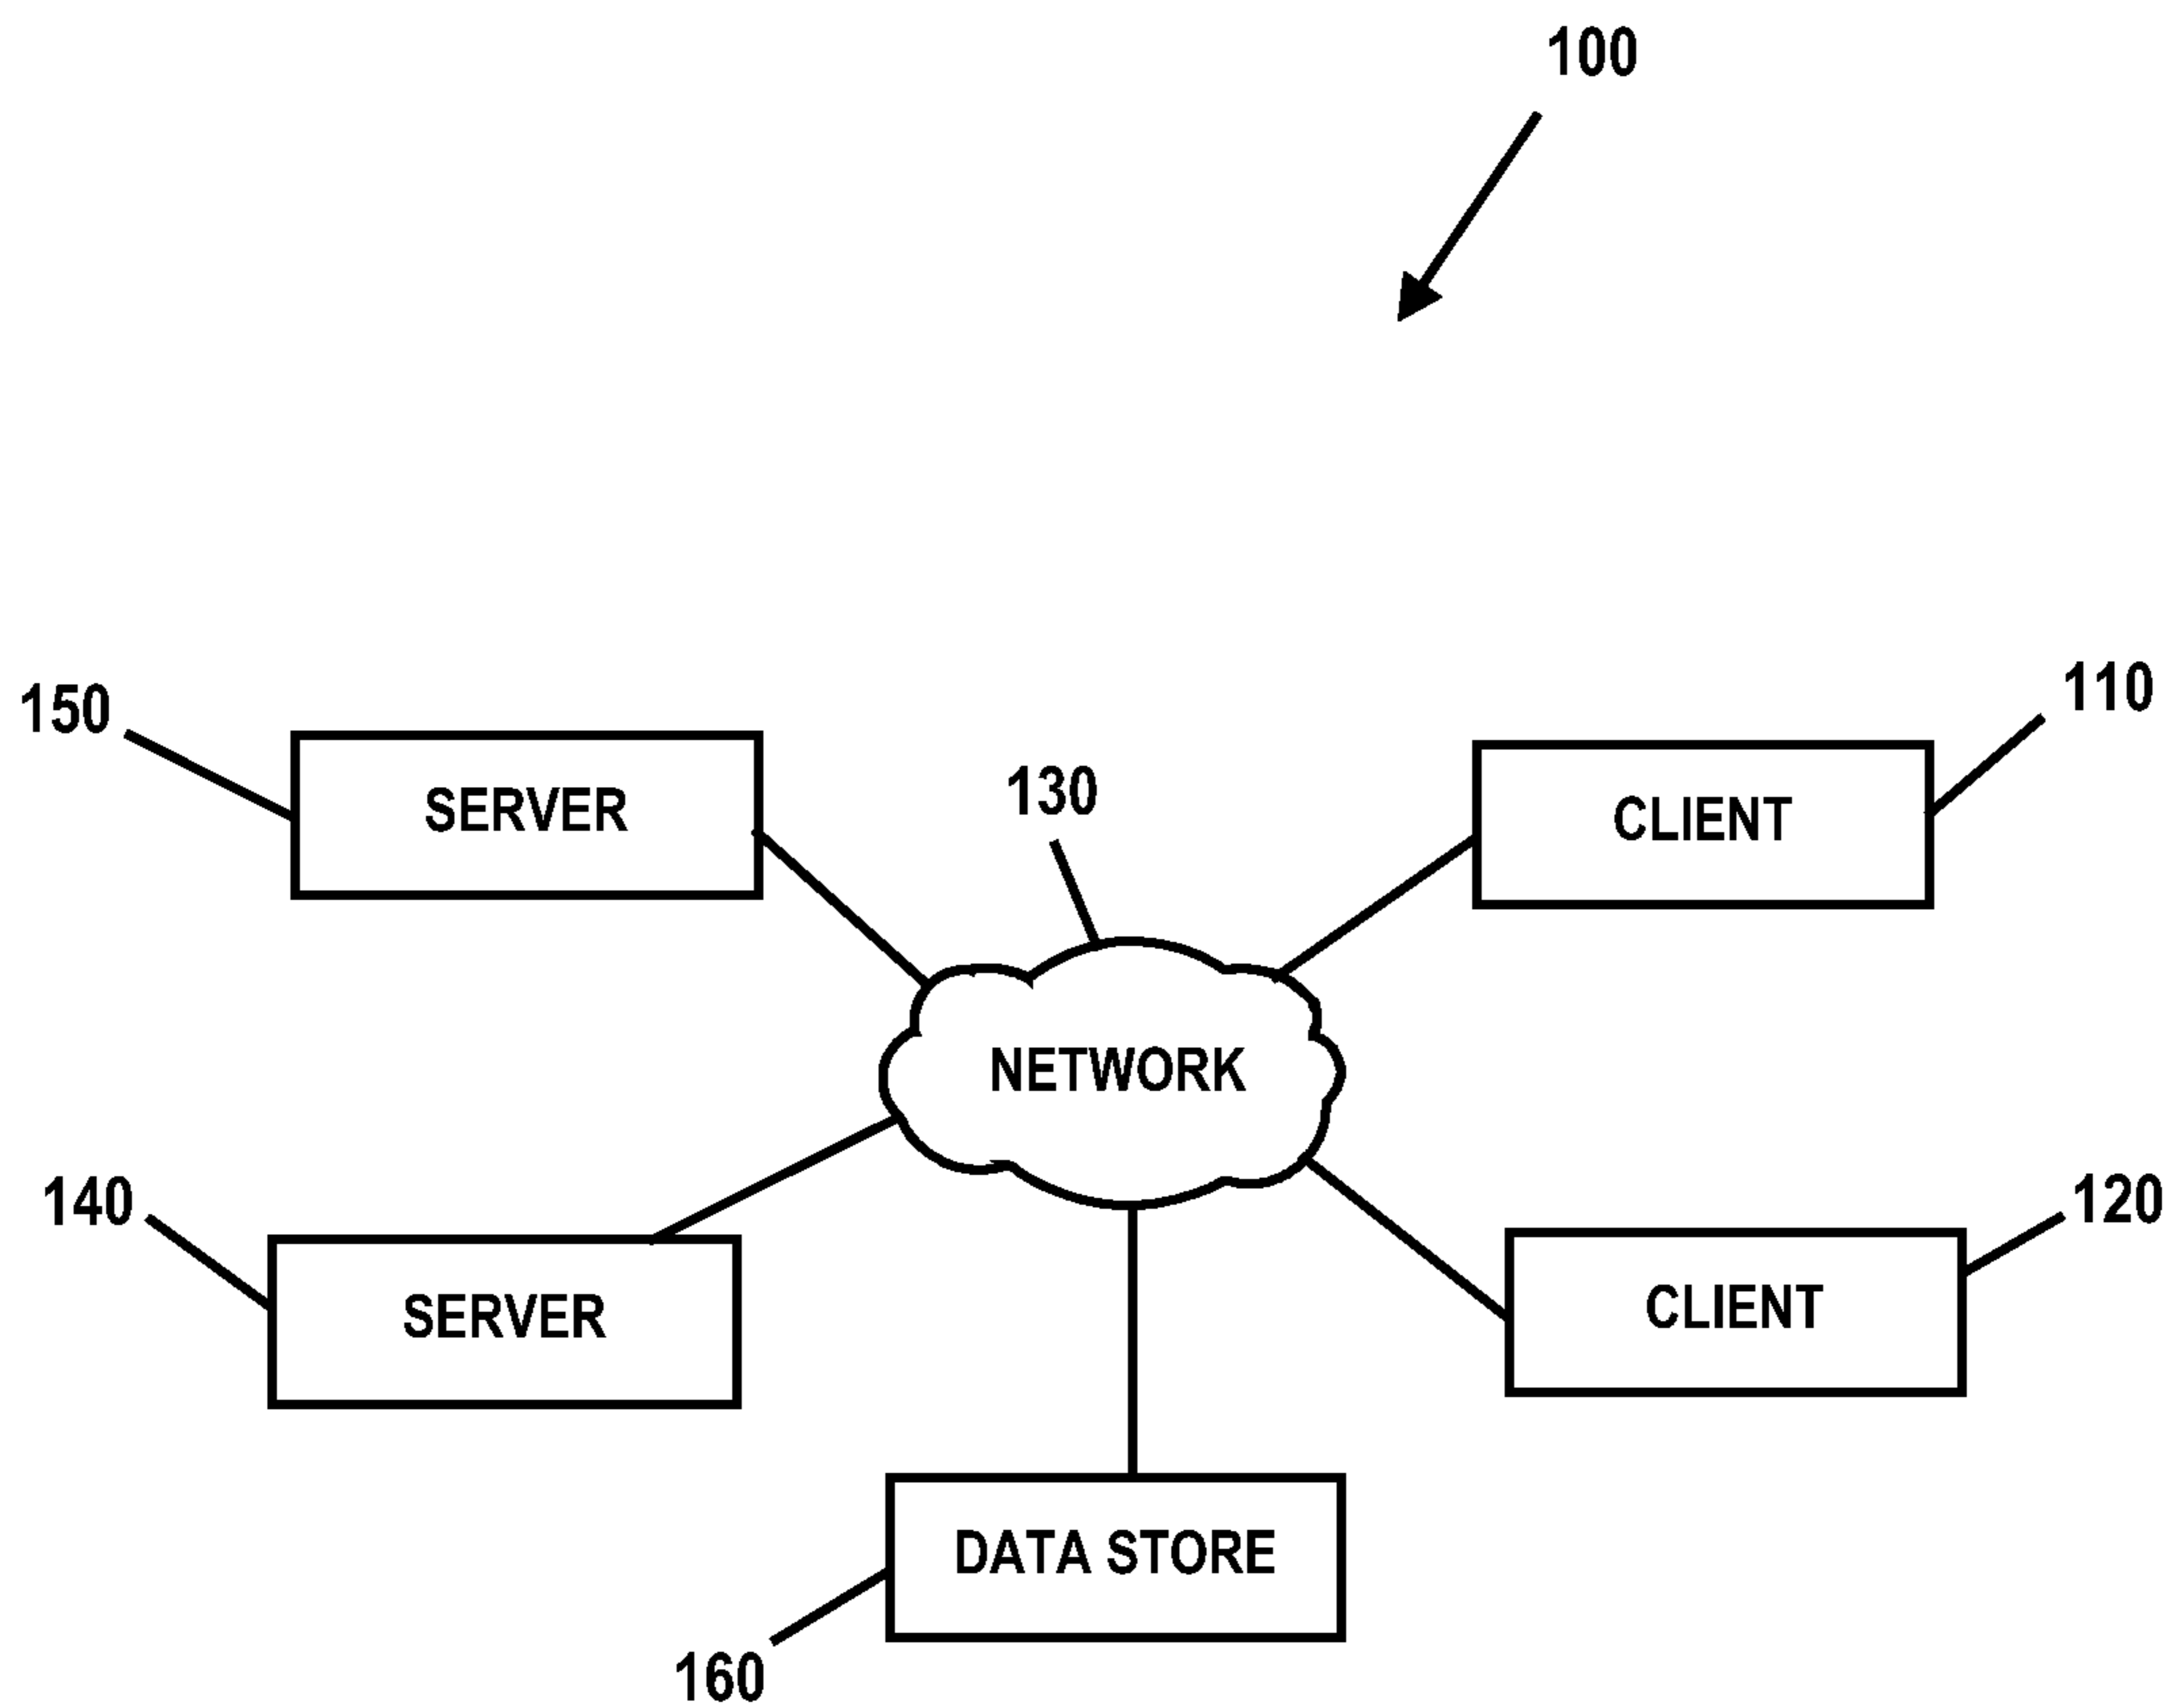 100
110
150
130
SERVER
CLIENT
NETWORK
140
120
SERVER
CLIENT
DATA STORE
160